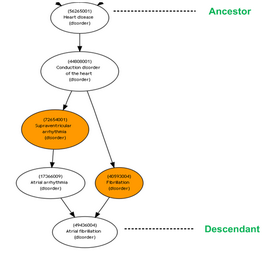 (56265001)
Heart disease
(disorder)
Ancestor
(44808001)
Conduction disorder
of the heart
(disorder)
(72654001)
Supraventricular
arrhythmia
(disorder)
(17366009)
Atrial arrhythmia
(disorder)
(40593004)
Fibrillation
(disorder)
(49436004)
Atrial fibrillation
(disorder)
Descendant